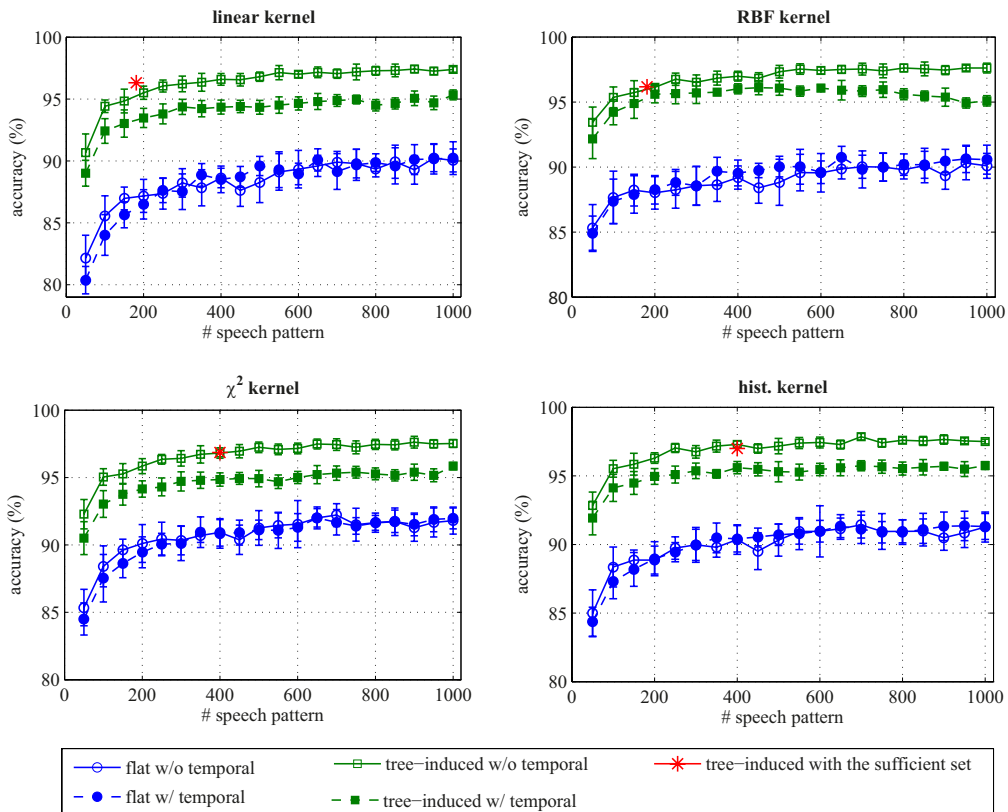 linear kernel
100
95
90
85
80
accuracy (%)
0 200 400 600 800 1000
# speech pattern
RBF kernel
100
95
90
85
80
accuracy (%)
0 200 400 600 800 1000
# speech pattern
χ² kernel
100
95
90
85
80
accuracy (%)
0 200 400 600 800 1000
# speech pattern
hist. kernel
100
95
90
85
80
accuracy (%)
0 200 400 600 800 1000
# speech pattern
flat w/o temporal
flat w/ temporal
tree−induced w/o temporal
tree−induced w/ temporal
tree−induced with the sufficient set